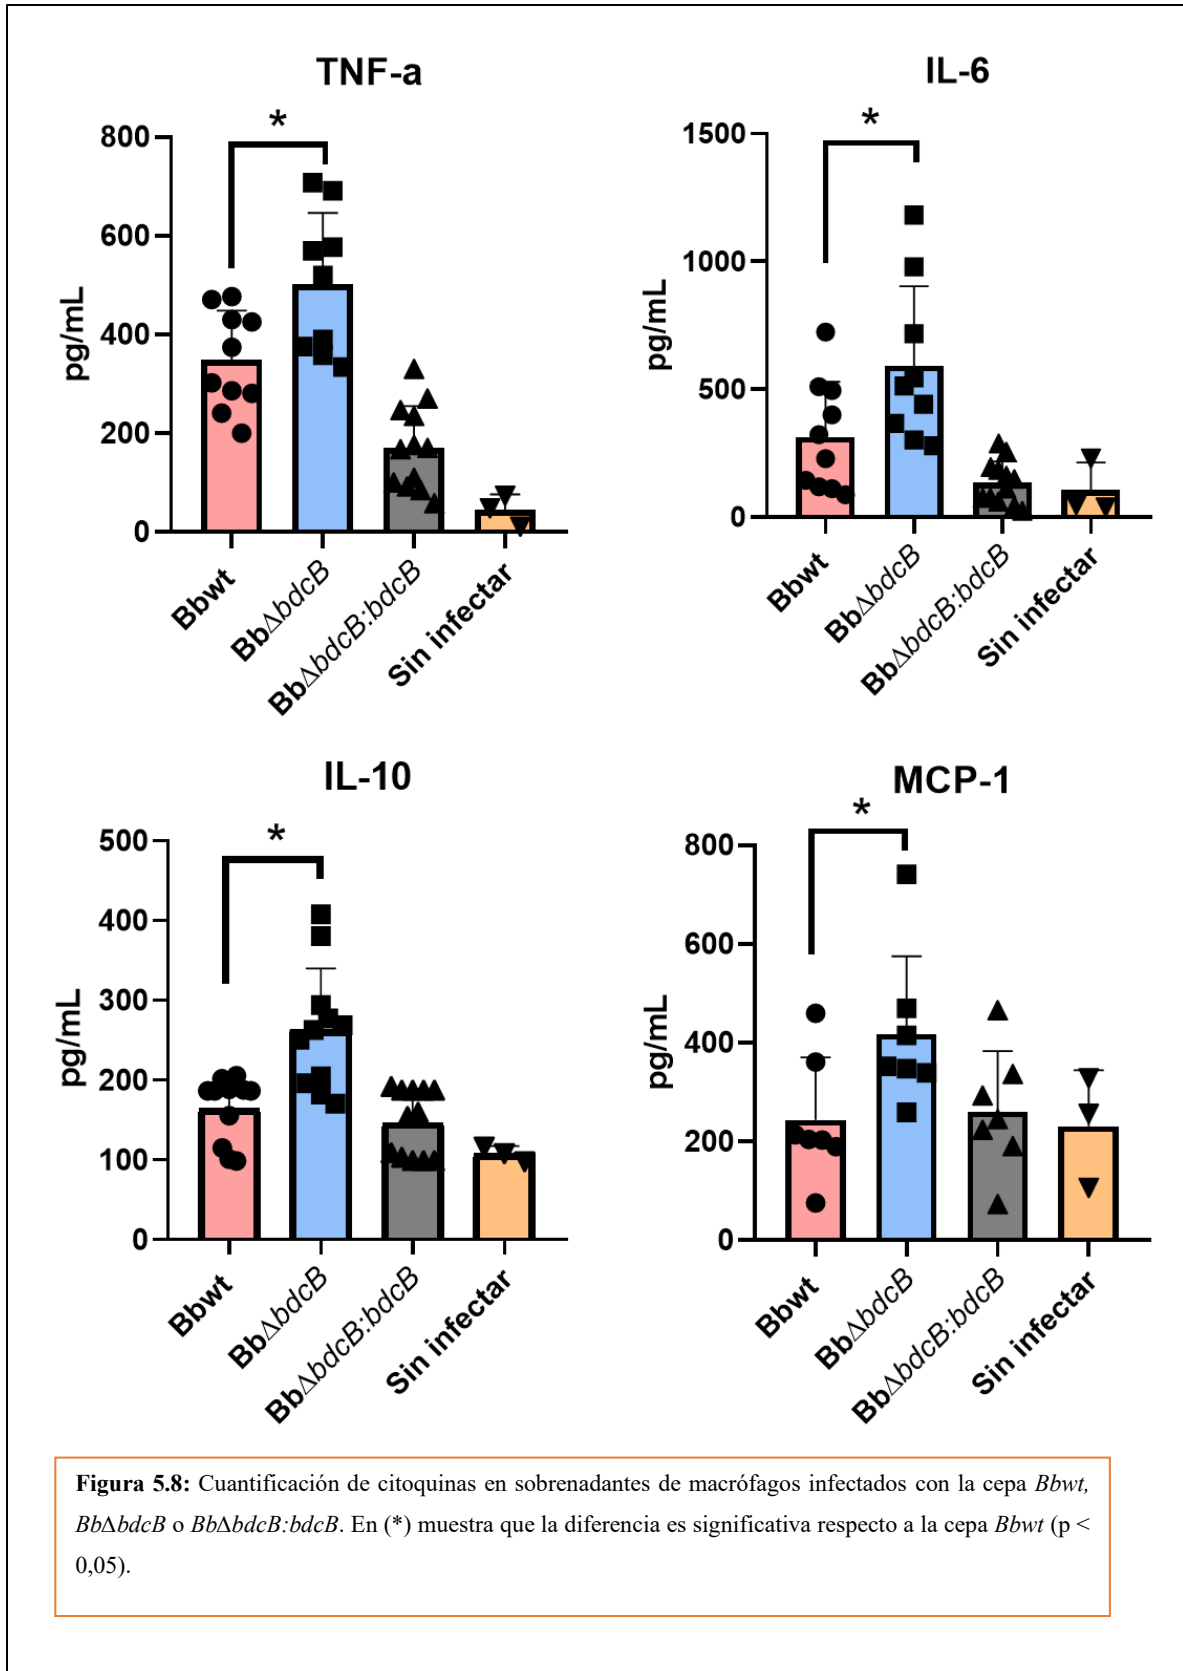 TNF-a
*
800
600
400
200
0
pg/mL
Bbwt
BbΔbdcB
BbΔbdcB:bdcB
Sin infectar
IL-6
*
1500
1000
500
0
pg/mL
Bbwt
BbΔbdcB
BbΔbdcB:bdcB
Sin infectar
IL-10
*
500
400
300
200
100
0
pg/mL
Bbwt
BbΔbdcB
BbΔbdcB:bdcB
Sin infectar
MCP-1
*
800
600
400
200
0
pg/mL
Bbwt
BbΔbdcB
BbΔbdcB:bdcB
Sin infectar
Figura 5.8: Cuantificación de citoquinas en sobrenadantes de macrófagos infectados con la cepa Bbwt,
BbΔbdcB o BbΔbdcB:bdcB. En (*) muestra que la diferencia es significativa respecto a la cepa Bbwt (p <
0,05).